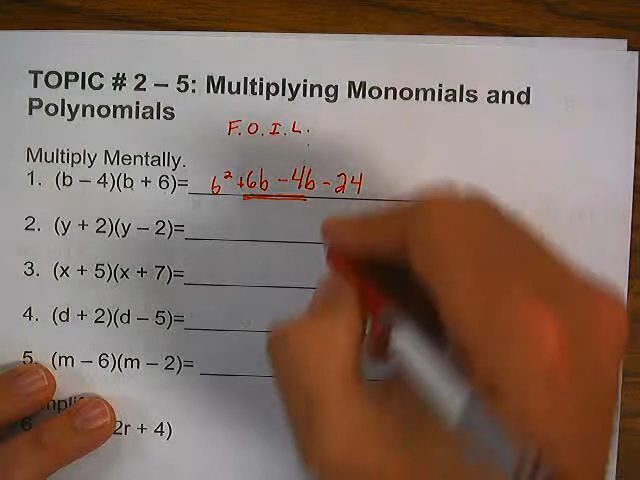 TOPIC # 2 – 5: Multiplying Monomials and
Polynomials
F.O.I.L.
Multiply Mentally.
1. (b – 4)(b + 6)= b² +6b – 4b – 24
2. (y + 2)(y – 2)=
3. (x + 5)(x + 7)=
4. (d + 2)(d – 5)=
5. (m – 6)(m – 2)=
2r + 4)